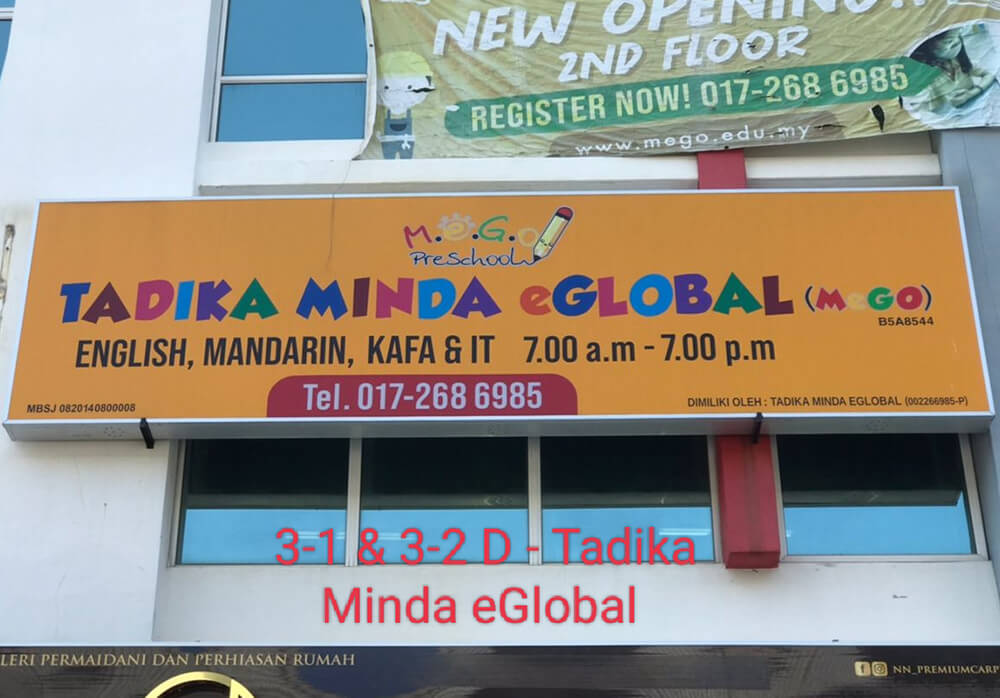 NEW OPENING!!
2ND FLOOR
REGISTER NOW! 017-268 6985
www.mego.edu.my
M.e.G.o
PreSchool
TADIKA MINDA eGLOBAL (MeGO)
B5A8544
ENGLISH, MANDARIN, KAFA & IT 7.00 a.m - 7.00 p.m
Tel. 017-268 6985
MBSJ 0820140800008
DIMILIKI OLEH : TADIKA MINDA EGLOBAL (002266985-P)
3-1 & 3-2 D - Tadika
Minda eGlobal
LERI PERMAIDANI DAN PERHIASAN RUMAH
NN_PREMIUMCARP